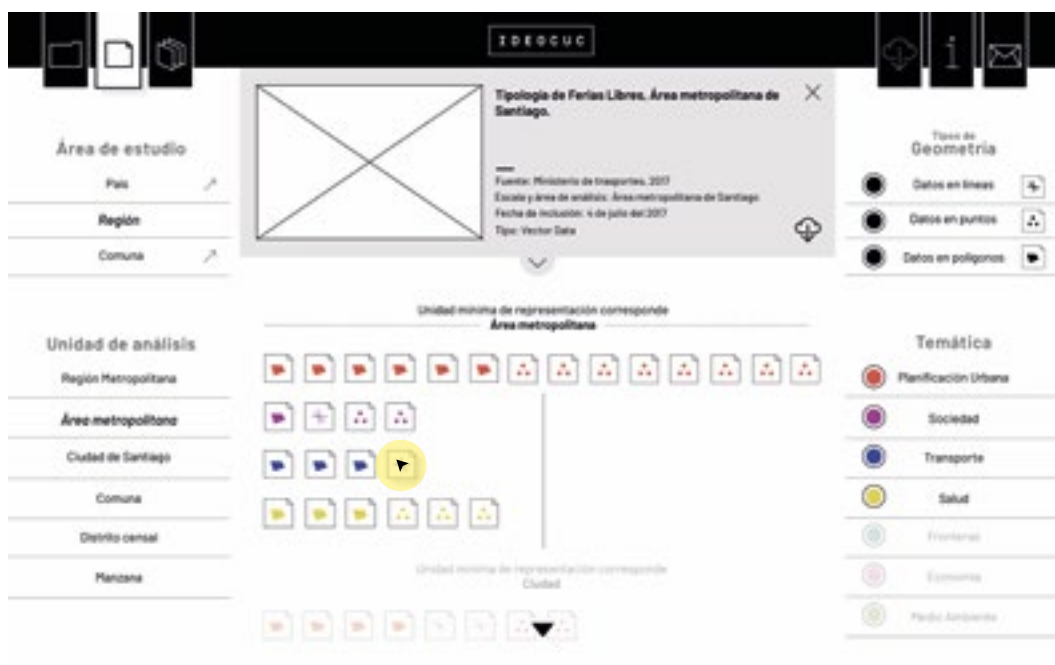 IDEOCUC
i
Tipología de Ferias Libres, Área metropolitana de
Santiago.
Fuente: Ministerio de trasportes, 2017
Escala y área de análisis: Área metropolitana de Santiago
Fecha de inclusión: 4 de julio del 2017
Tipo: Vector Data
Área de estudio
País
Región
Comuna
Unidad de análisis
Región Metropolitana
Área metropolitana
Ciudad de Santiago
Comuna
Distrito censal
Manzana
Unidad mínima de representación corresponde
Área metropolitana
Unidad mínima de representación corresponde
Ciudad
Tipos de
Geometría
Datos en líneas
Datos en puntos
Datos en polígonos
Temática
Planificación Urbana
Sociedad
Transporte
Salud
Fronteras
Economía
Medio Ambiente